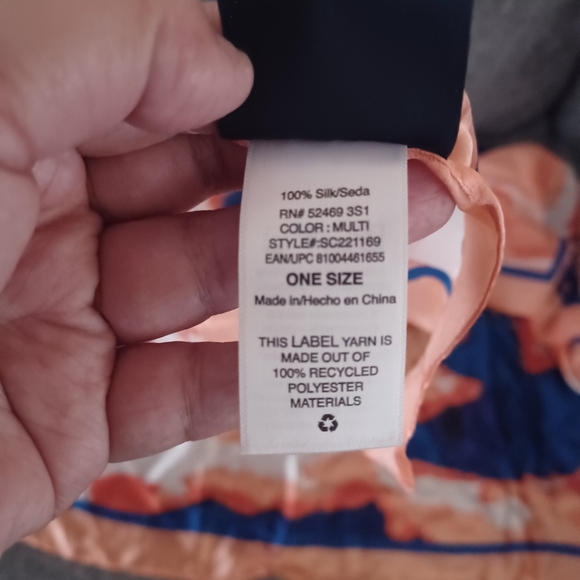 100% Silk/Seda
RN# 52469 3S1
COLOR : MULTI
STYLE#:SC221169
EAN/UPC 81004461655
ONE SIZE
Made in/Hecho en China
THIS LABEL YARN IS
MADE OUT OF
100% RECYCLED
POLYESTER
MATERIALS